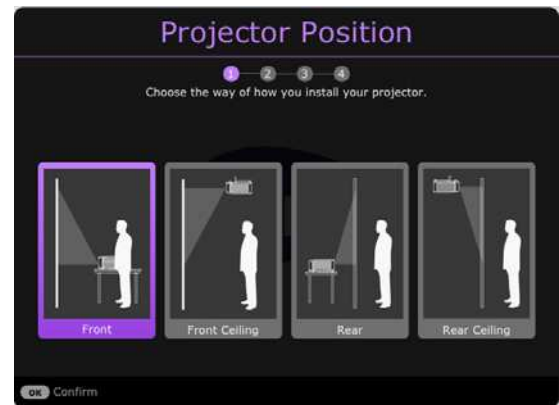 Projector Position
1 2 3 4
Choose the way of how you install your projector.
Front Front Ceiling Rear Rear Ceiling
OK Confirm